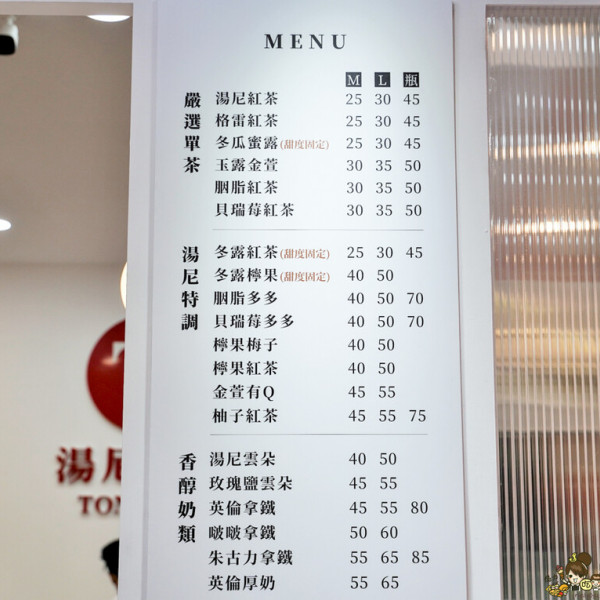 MENU
M L 瓶
嚴選單茶
湯尼紅茶 25 30 45
格雷紅茶 25 30 45
冬瓜蜜露(甜度固定) 25 30 45
玉露金萱 30 35 50
胭脂紅茶 30 35 50
貝瑞莓紅茶 30 35 50
湯尼特調
冬露紅茶(甜度固定) 25 30 45
冬露檸果(甜度固定) 40 50
胭脂多多 40 50 70
貝瑞莓多多 40 50 70
檸果梅子 40 50
檸果紅茶 40 50
金萱有Q 45 55
柚子紅茶 45 55 75
香醇奶類
湯尼雲朵 40 50
玫瑰鹽雲朵 45 55
英倫拿鐵 45 55 80
啵啵拿鐵 50 60
朱古力拿鐵 55 65 85
英倫厚奶 55 65
湯尼
TON